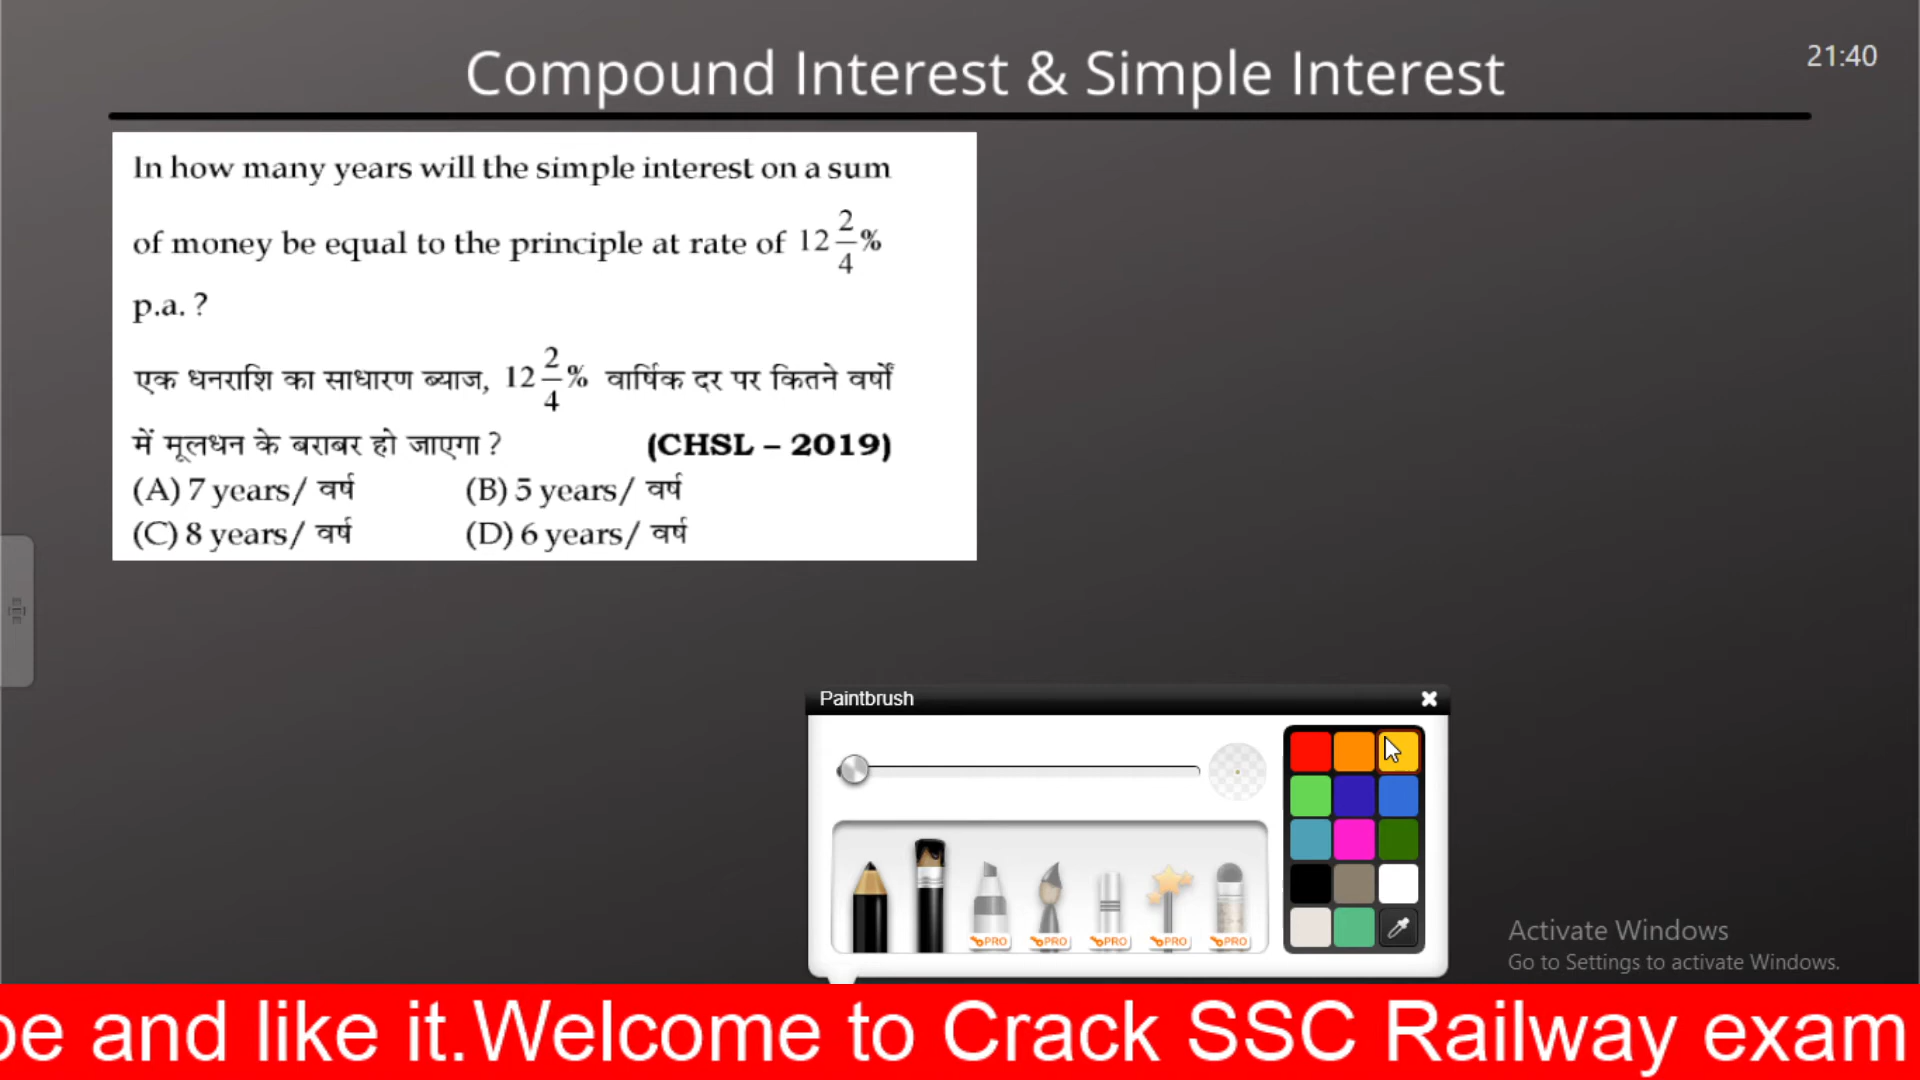 Compound Interest & Simple Interest
21:40
In how many years will the simple interest on a sum
of money be equal to the principle at rate of 12 2/4 %
p.a. ?
एक धनराशि का साधारण ब्याज, 12 2/4 % वार्षिक दर पर कितने वर्षों
में मूलधन के बराबर हो जाएगा ? (CHSL – 2019)
(A) 7 years/ वर्ष (B) 5 years/ वर्ष
(C) 8 years/ वर्ष (D) 6 years/ वर्ष
Paintbrush
PRO PRO PRO PRO PRO
Activate Windows
Go to Settings to activate Windows.
be and like it.Welcome to Crack SSC Railway exam